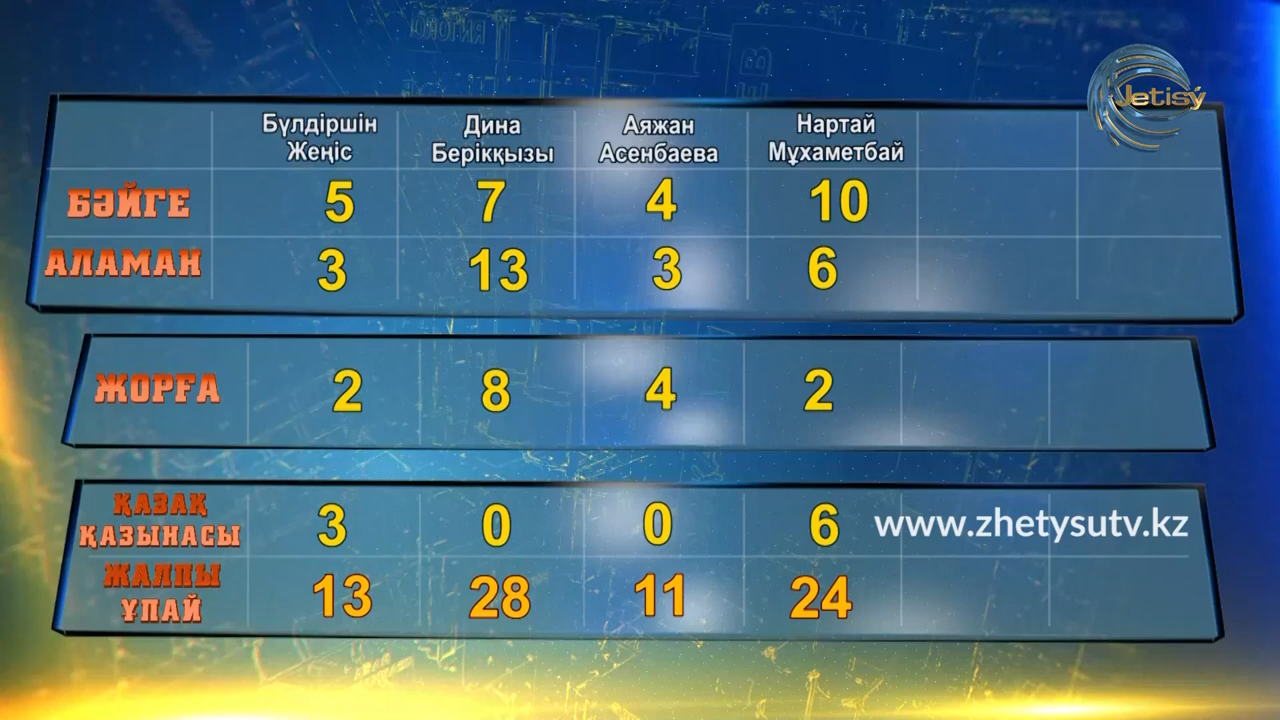 Jetisý
Бүлдіршін Жеңіс
Дина Берікқызы
Аяжан Асенбаева
Нартай Мұхаметбай
БӘЙГЕ 5 7 4 10
АЛАМАН 3 13 3 6
ЖОРҒА 2 8 4 2
ҚАЗАҚ ҚАЗЫНАСЫ 3 0 0 6
www.zhetysutv.kz
ЖАЛПЫ ҰПАЙ 13 28 11 24